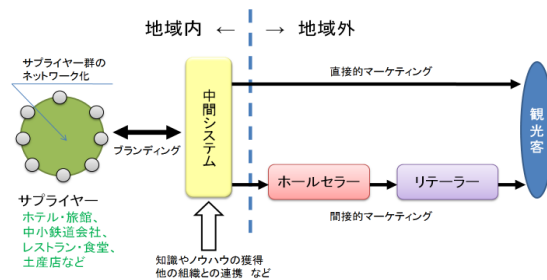 地域内 ← → 地域外
サプライヤー群の
ネットワーク化
直接的マーケティング
中間システム
ブランディング
観光客
ホールセラー
リテーラー
サプライヤー
間接的マーケティング
ホテル・旅館、
中小鉄道会社、
レストラン・食堂、
土産店など
知識やノウハウの獲得
他の組織との連携 など